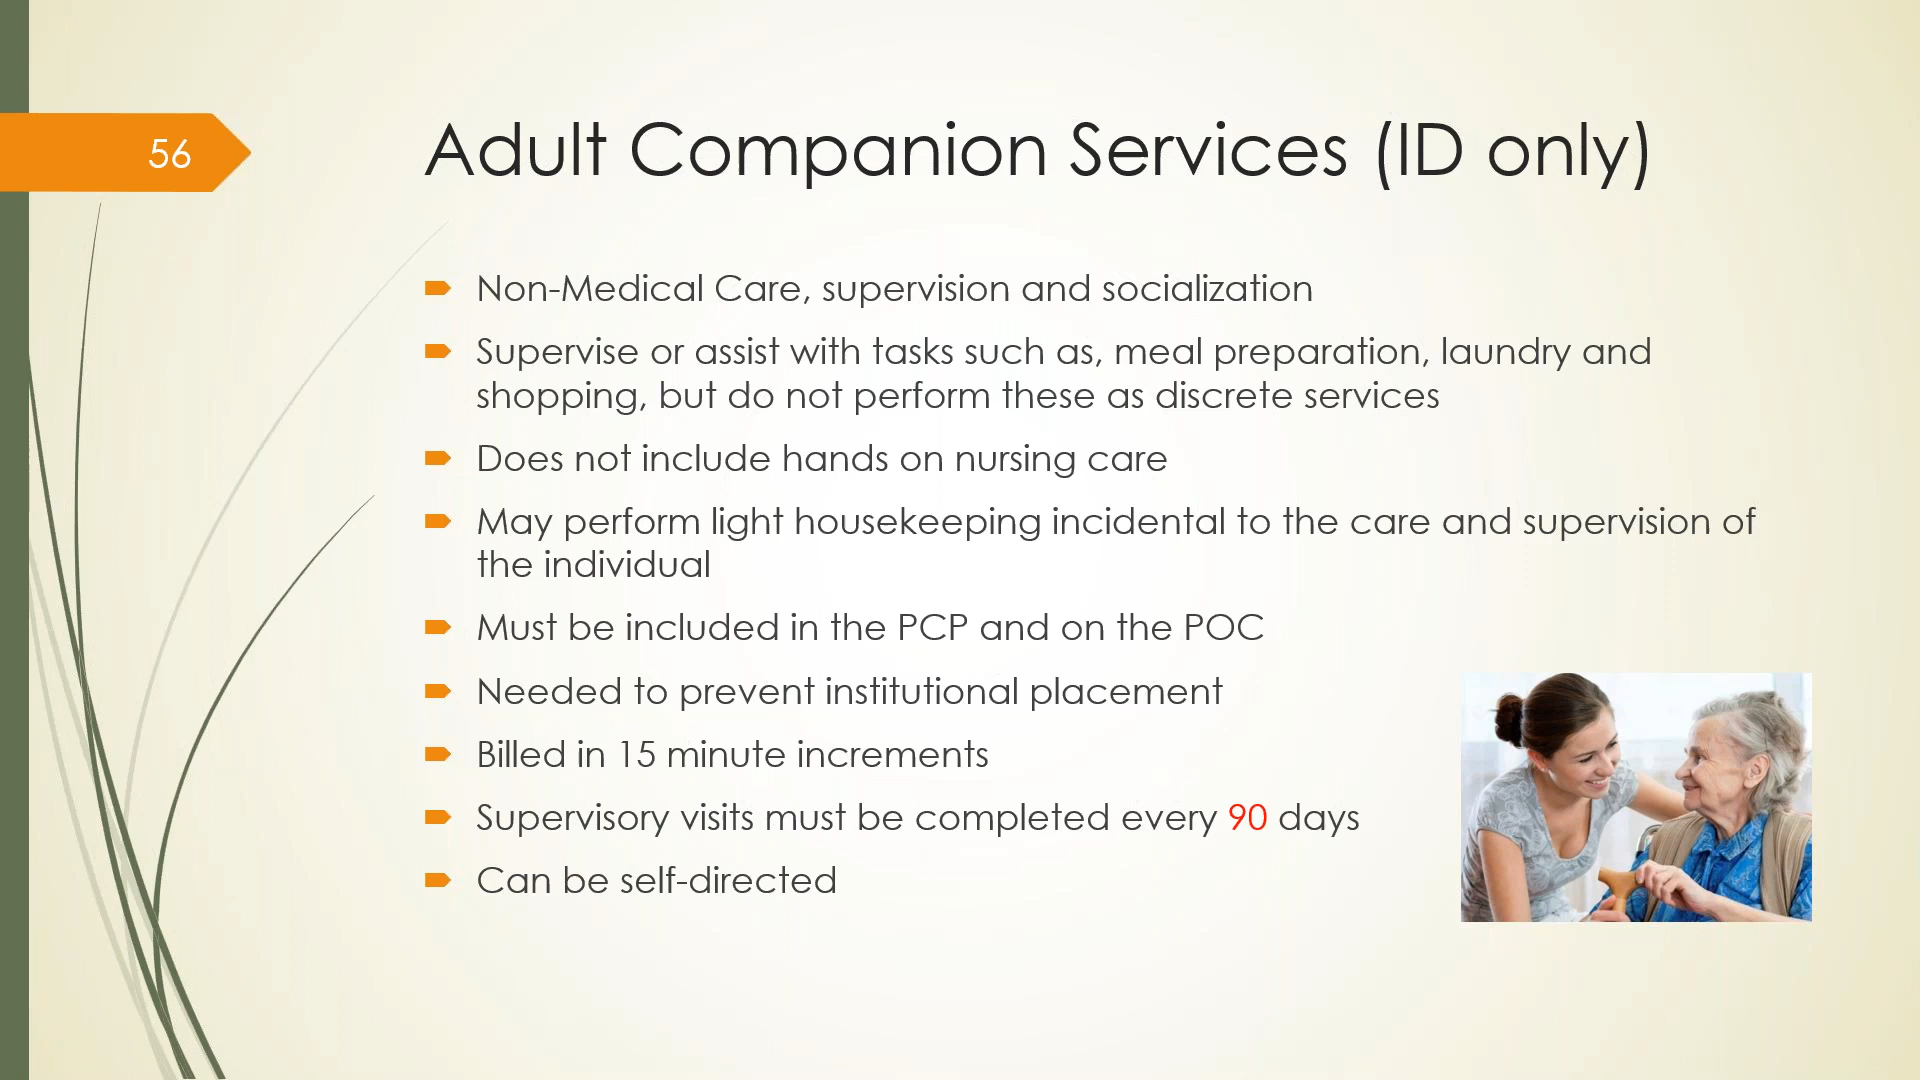 56
Adult Companion Services (ID only)
Non-Medical Care, supervision and socialization
Supervise or assist with tasks such as, meal preparation, laundry and
shopping, but do not perform these as discrete services
Does not include hands on nursing care
May perform light housekeeping incidental to the care and supervision of
the individual
Must be included in the PCP and on the POC
Needed to prevent institutional placement
Billed in 15 minute increments
Supervisory visits must be completed every 90 days
Can be self-directed